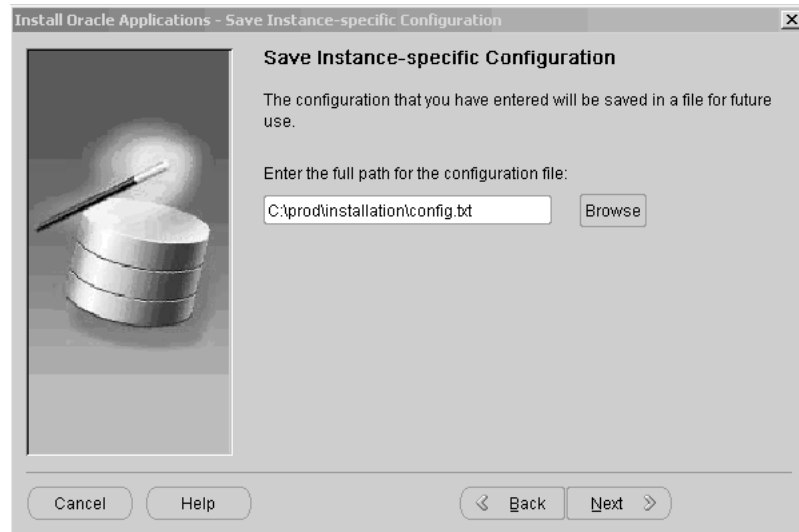 Install Oracle Applications - Save Instance-specific Configuration
Save Instance-specific Configuration
The configuration that you have entered will be saved in a file for future
use.
Enter the full path for the configuration file:
C:\prod\installation\config.txt
Browse
Cancel
Help
Back
Next